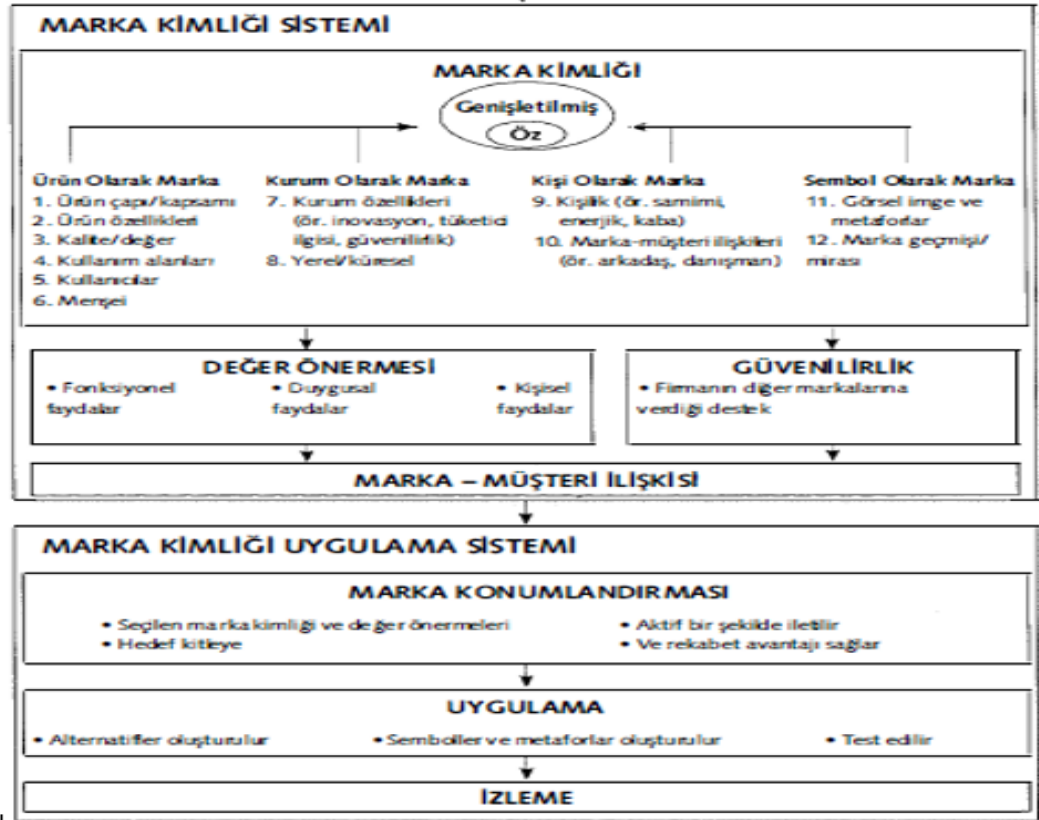 MARKA KİMLİĞİ SİSTEMİ
MARKA KİMLİĞİ
Genişletilmiş
Öz
Ürün Olarak Marka
1. Ürün çapı/kapsamı
2. Ürün özellikleri
3. Kalite/değer
4. Kullanım alanları
5. Kullanıcılar
6. Menşei
Kurum Olarak Marka
7. Kurum özellikleri
(ör. inovasyon, tüketici
ilgisi, güvenilirlik)
8. Yerel/küresel
Kişi Olarak Marka
9. Kişilik (ör. samimi,
enerjik, kaba)
10. Marka-müşteri ilişkileri
(ör. arkadaş, danışman)
Sembol Olarak Marka
11. Görsel imge ve
metaforlar
12. Marka geçmişi/
mirası
DEĞER ÖNERMESİ
• Fonksiyonel
faydalar
• Duygusal
faydalar
• Kişisel
faydalar
GÜVENİLİRLİK
• Firmanın diğer markalarına
verdiği destek
MARKA – MÜŞTERİ İLİŞKİSİ
MARKA KİMLİĞİ UYGULAMA SİSTEMİ
MARKA KONUMLANDIRMASI
• Seçilen marka kimliği ve değer önermeleri
• Hedef kitleye
• Aktif bir şekilde iletilir
• Ve rekabet avantajı sağlar
UYGULAMA
• Alternatifler oluşturulur
• Semboller ve metaforlar oluşturulur
• Test edilir
İZLEME